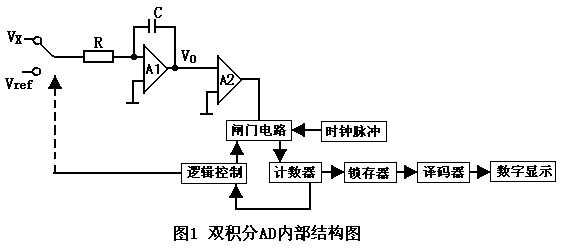 C
VX
R
A1
VO
A2
Vref
闸门电路
时钟脉冲
逻辑控制
计数器
锁存器
译码器
数字显示
图1 双积分AD内部结构图